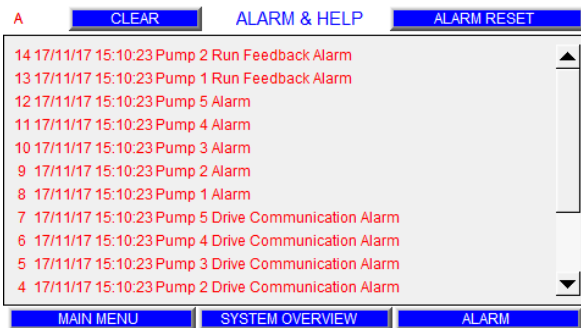 A CLEAR ALARM & HELP ALARM RESET
14 17/11/17 15:10:23 Pump 2 Run Feedback Alarm
13 17/11/17 15:10:23 Pump 1 Run Feedback Alarm
12 17/11/17 15:10:23 Pump 5 Alarm
11 17/11/17 15:10:23 Pump 4 Alarm
10 17/11/17 15:10:23 Pump 3 Alarm
9 17/11/17 15:10:23 Pump 2 Alarm
8 17/11/17 15:10:23 Pump 1 Alarm
7 17/11/17 15:10:23 Pump 5 Drive Communication Alarm
6 17/11/17 15:10:23 Pump 4 Drive Communication Alarm
5 17/11/17 15:10:23 Pump 3 Drive Communication Alarm
4 17/11/17 15:10:23 Pump 2 Drive Communication Alarm
MAIN MENU SYSTEM OVERVIEW ALARM